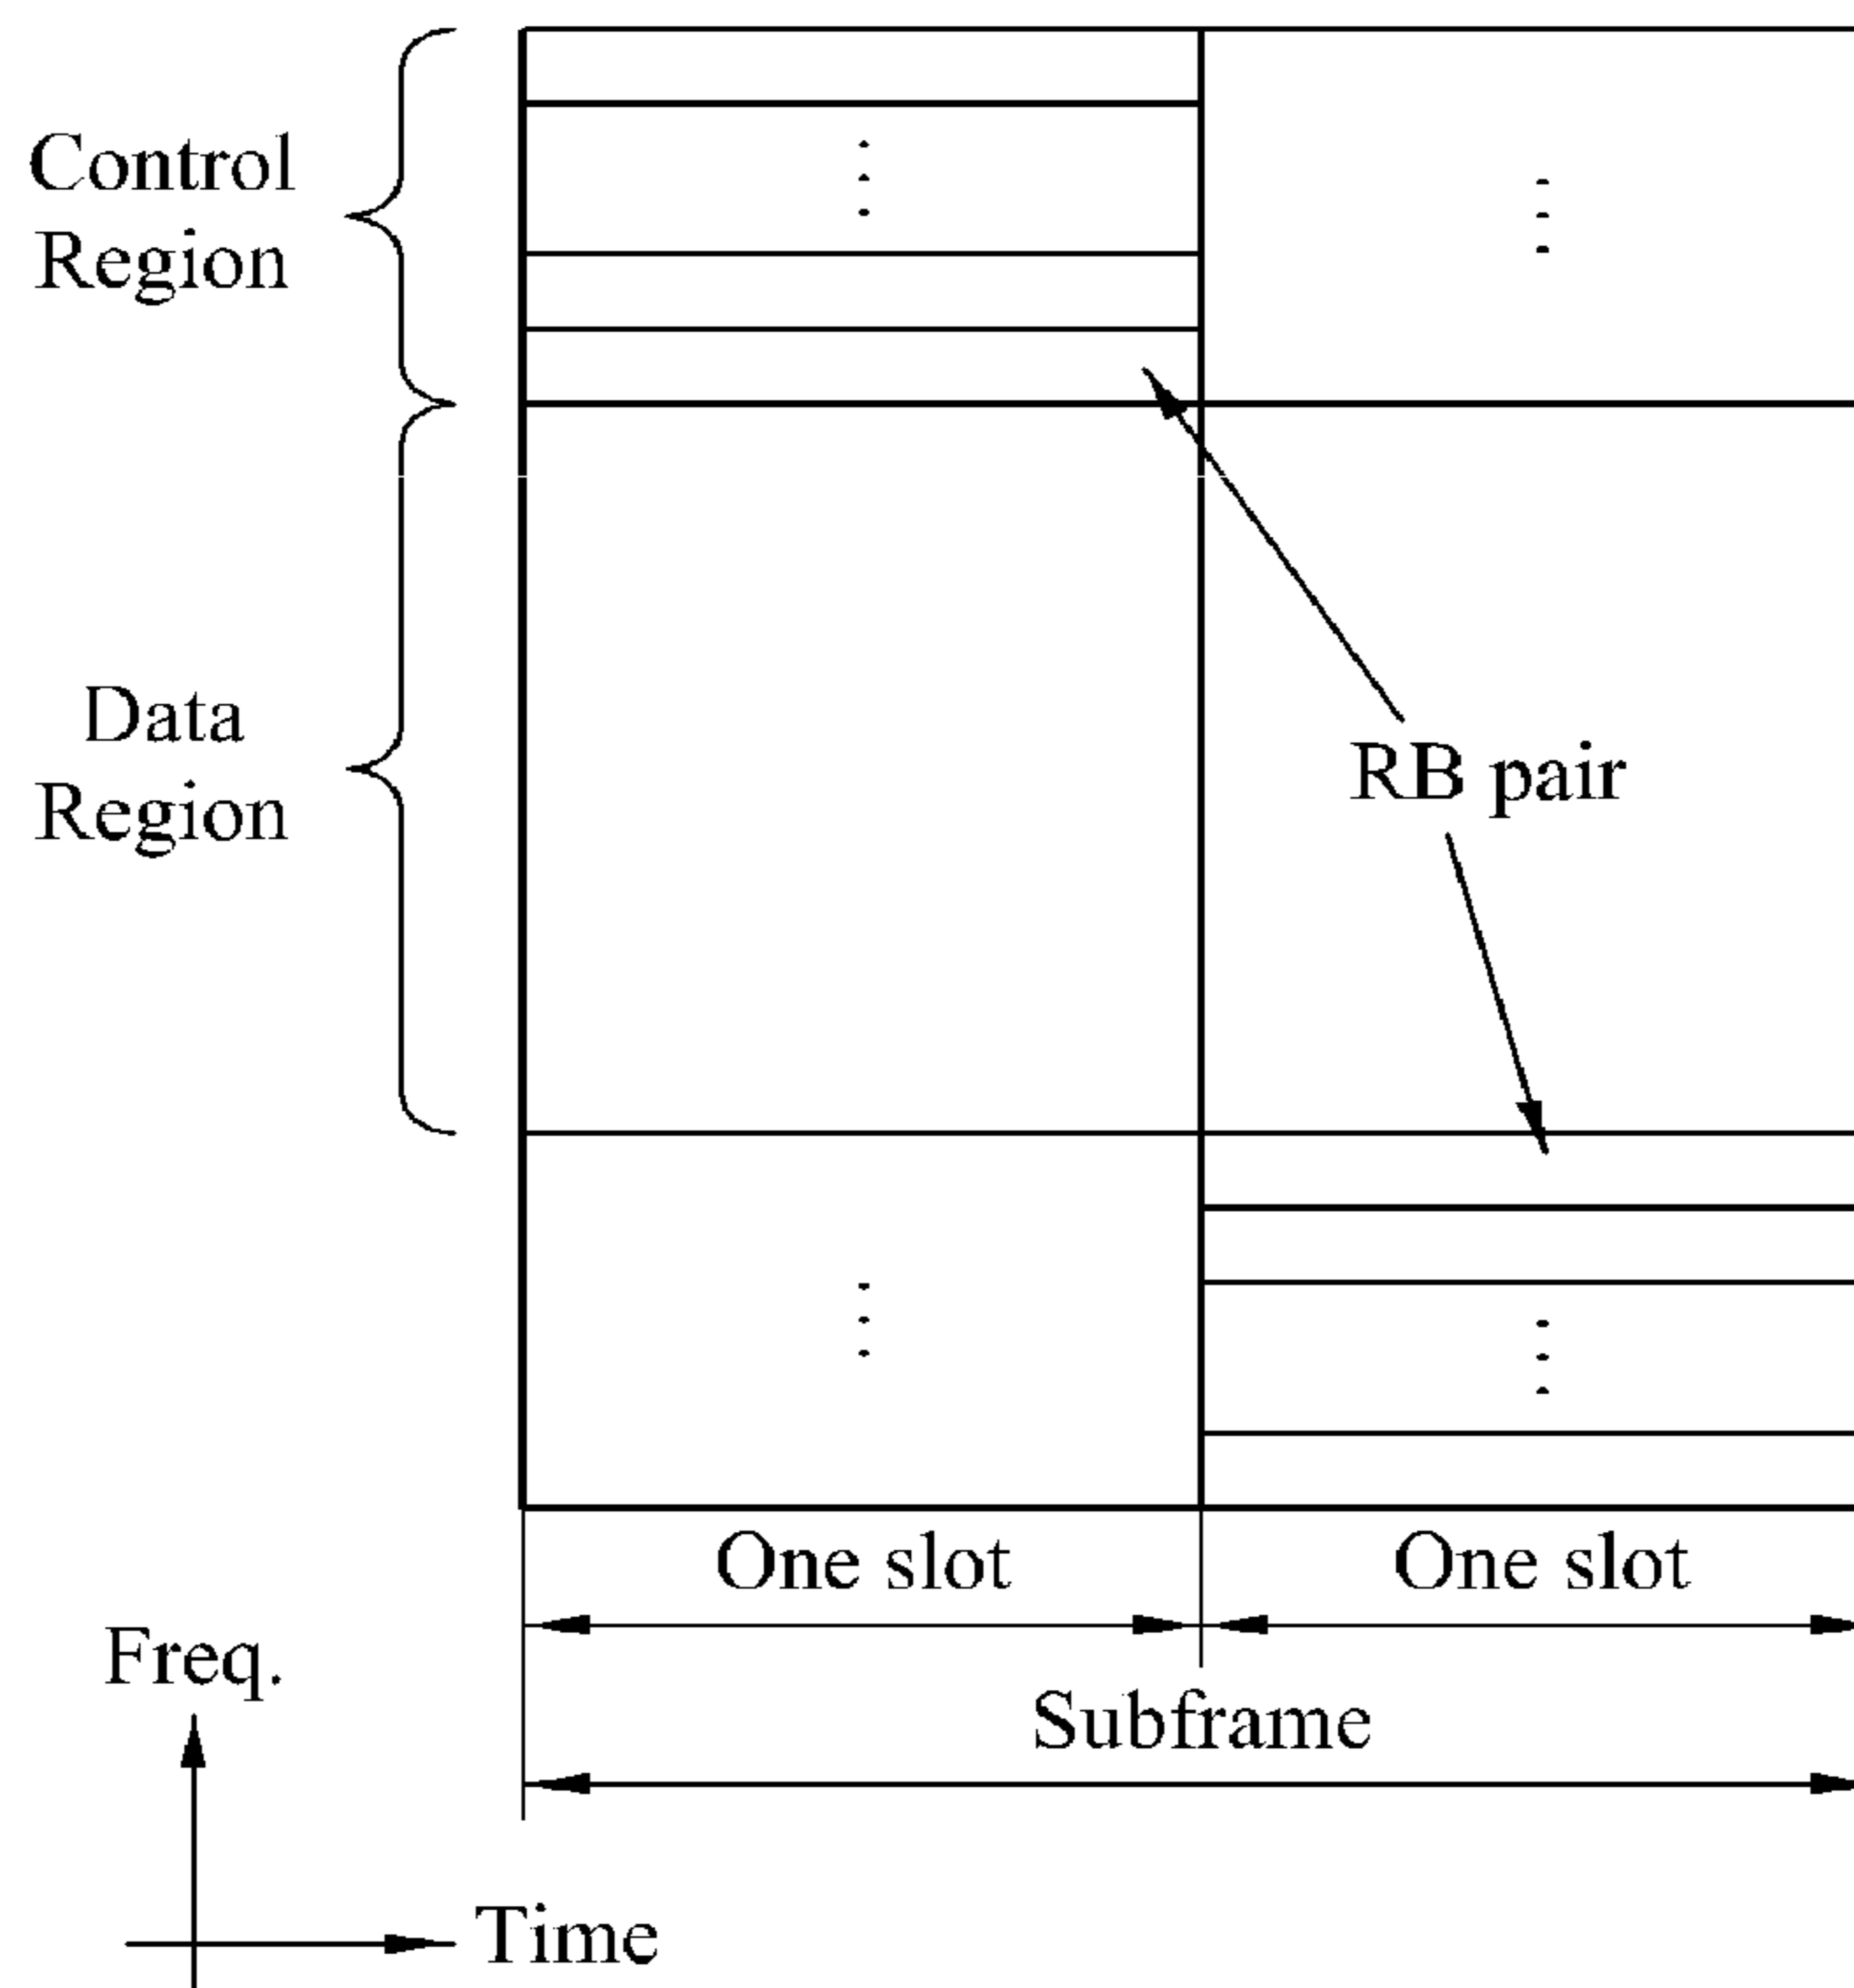 Control
Region
Data
Region
RB pair
One slot
One slot
Subframe
Freq.
Time